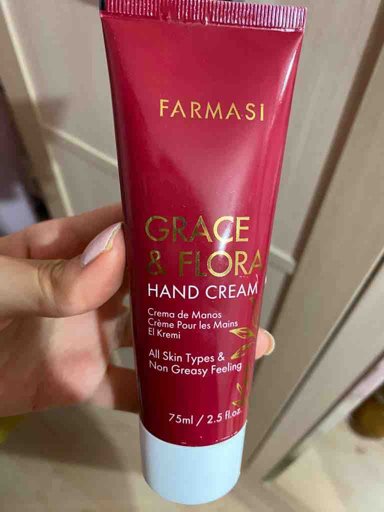 FARMASi
GRACE
& FLORA
HAND CREAM
Crema de Manos
Crème Pour les Mains
El Kremi
All Skin Types &
Non Greasy Feeling
75ml / 2.5 fl.oz.